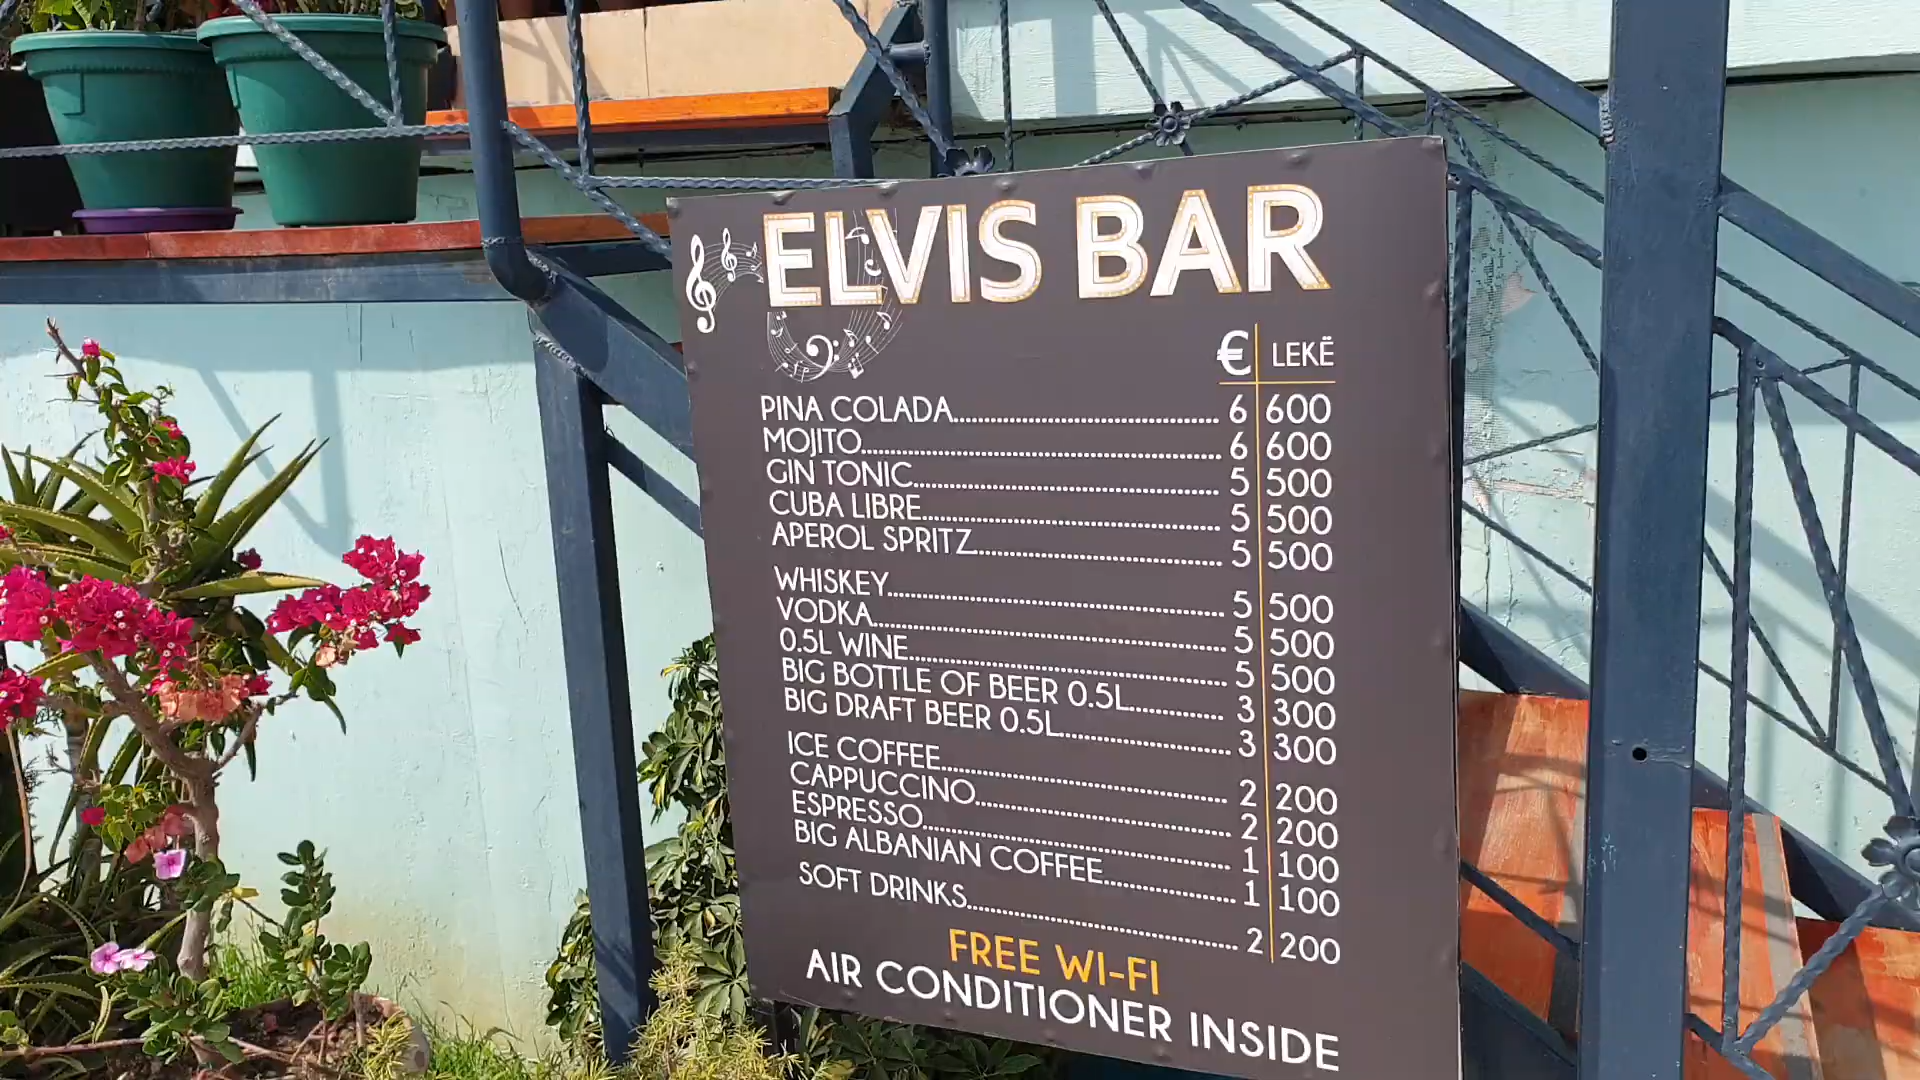 ELVIS BAR
€ LEKË
PINA COLADA 6 600
MOJITO 6 600
GIN TONIC 5 500
CUBA LIBRE 5 500
APEROL SPRITZ 5 500
WHISKEY 5 500
VODKA 5 500
0.5L WINE 5 500
BIG BOTTLE OF BEER 0.5L 3 300
BIG DRAFT BEER 0.5L 3 300
ICE COFFEE 2 200
CAPPUCCINO 2 200
ESPRESSO 1 100
BIG ALBANIAN COFFEE 1 100
SOFT DRINKS 2 200
FREE WI-FI
AIR CONDITIONER INSIDE